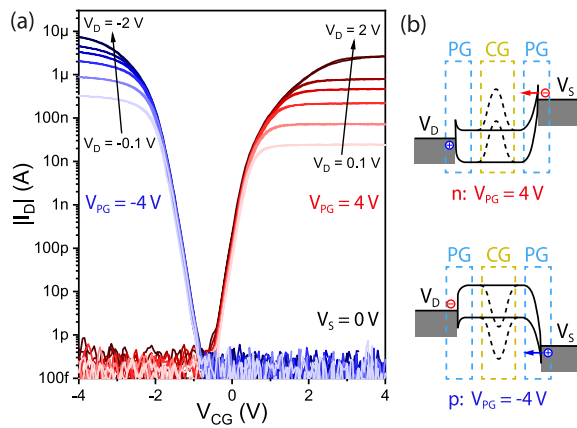 (a)
10μ
1μ
100n
10n
1n
100p
10p
1p
100f
|I_D| (A)
V_D = -2 V
V_D = -0.1 V
V_PG = -4 V
V_D = 2 V
V_D = 0.1 V
V_PG = 4 V
V_S = 0 V
-4 -2 0 2 4
V_CG (V)
(b)
PG CG PG
V_S
V_D
n: V_PG = 4 V
PG CG PG
V_D
V_S
p: V_PG = -4 V